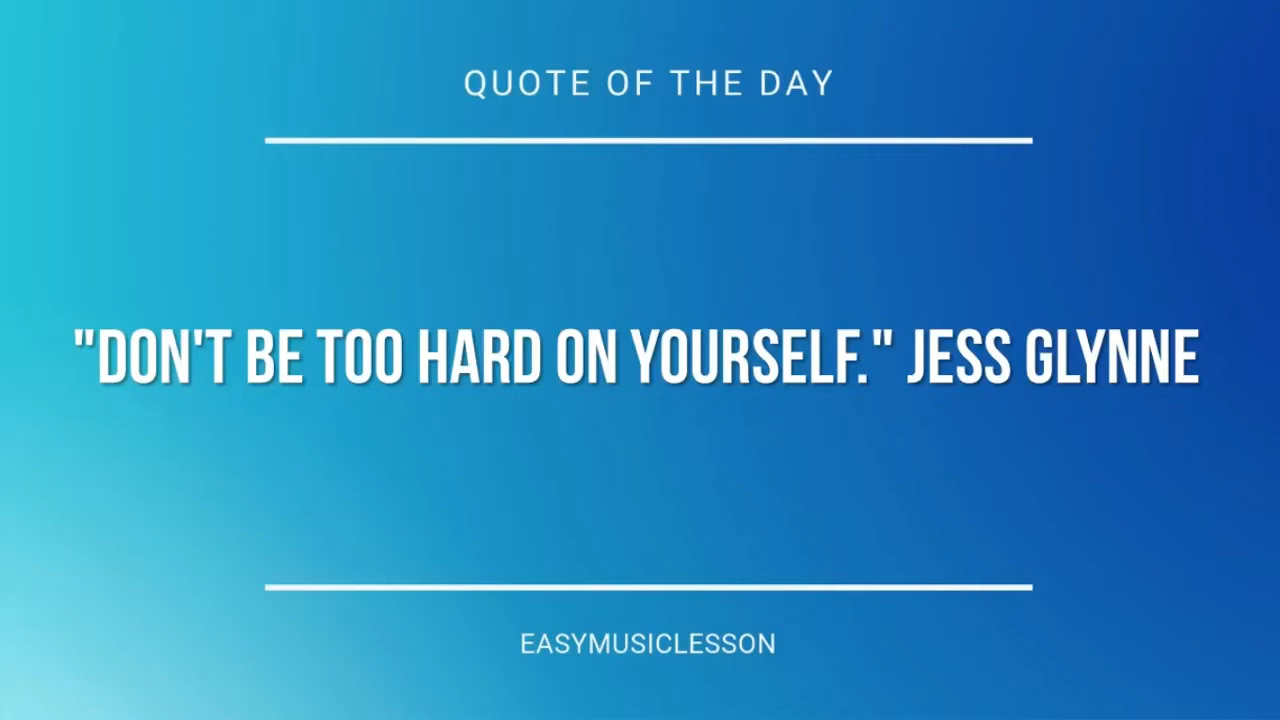 QUOTE OF THE DAY
"DON'T BE TOO HARD ON YOURSELF." JESS GLYNNE
EASYMUSICLESSON